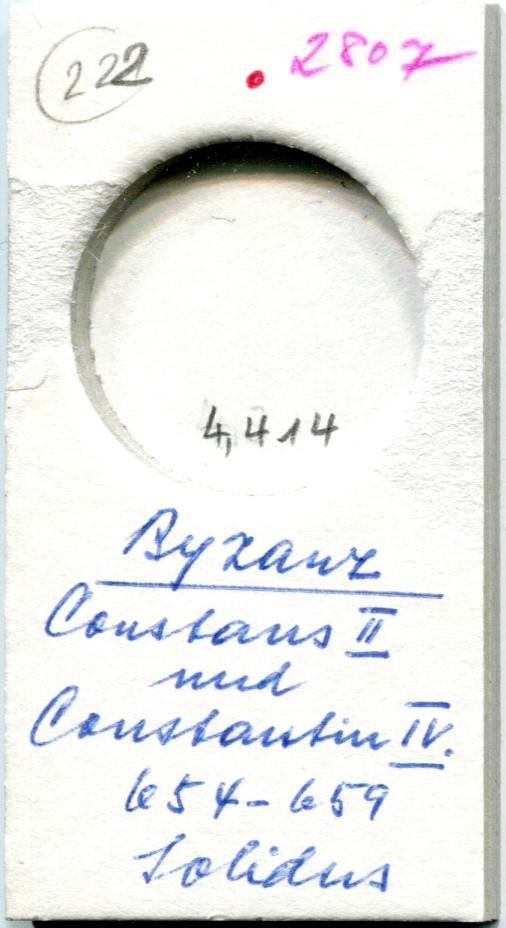 222 . 2807
4,414
Byzanz
Constans II
und
Constantin IV.
654-659
Solidus